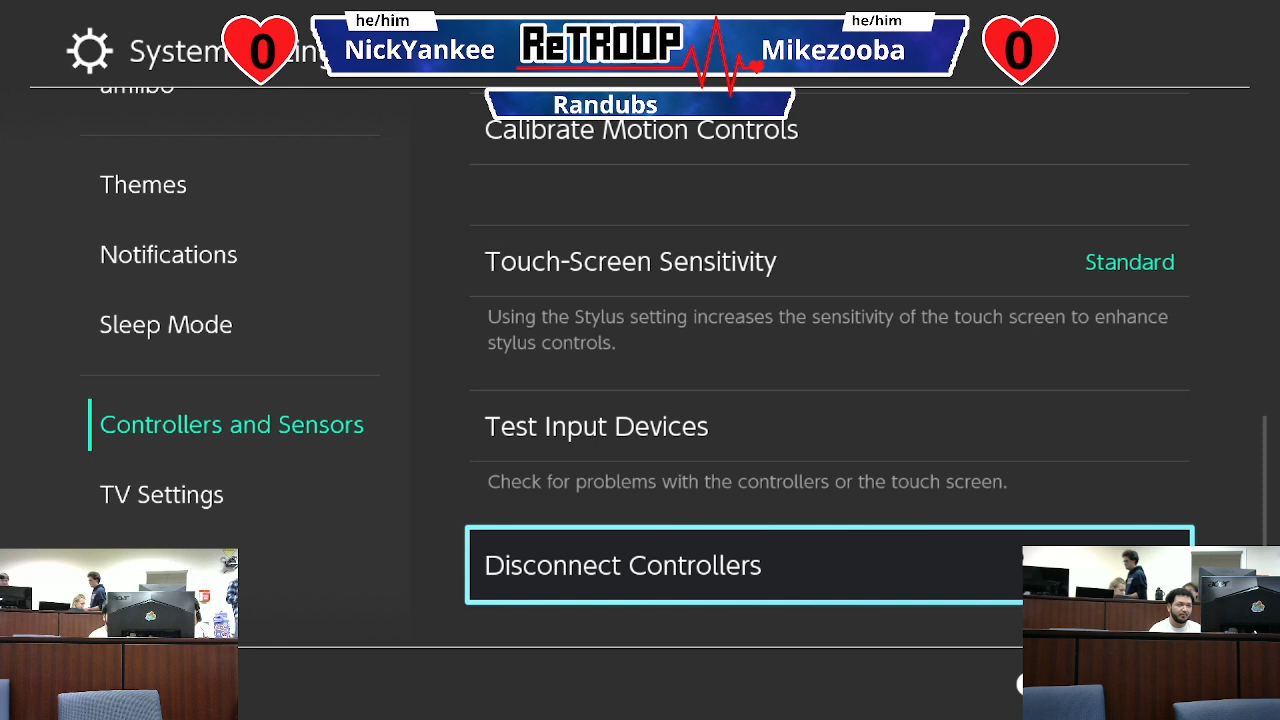 he/him
he/him
System
0
NickYankee
ReTROOP
Mikezooba
0
Randubs
amiibo
Calibrate Motion Controls
Themes
Notifications
Touch-Screen Sensitivity
Standard
Sleep Mode
Using the Stylus setting increases the sensitivity of the touch screen to enhance
stylus controls.
Controllers and Sensors
Test Input Devices
Check for problems with the controllers or the touch screen.
TV Settings
Disconnect Controllers